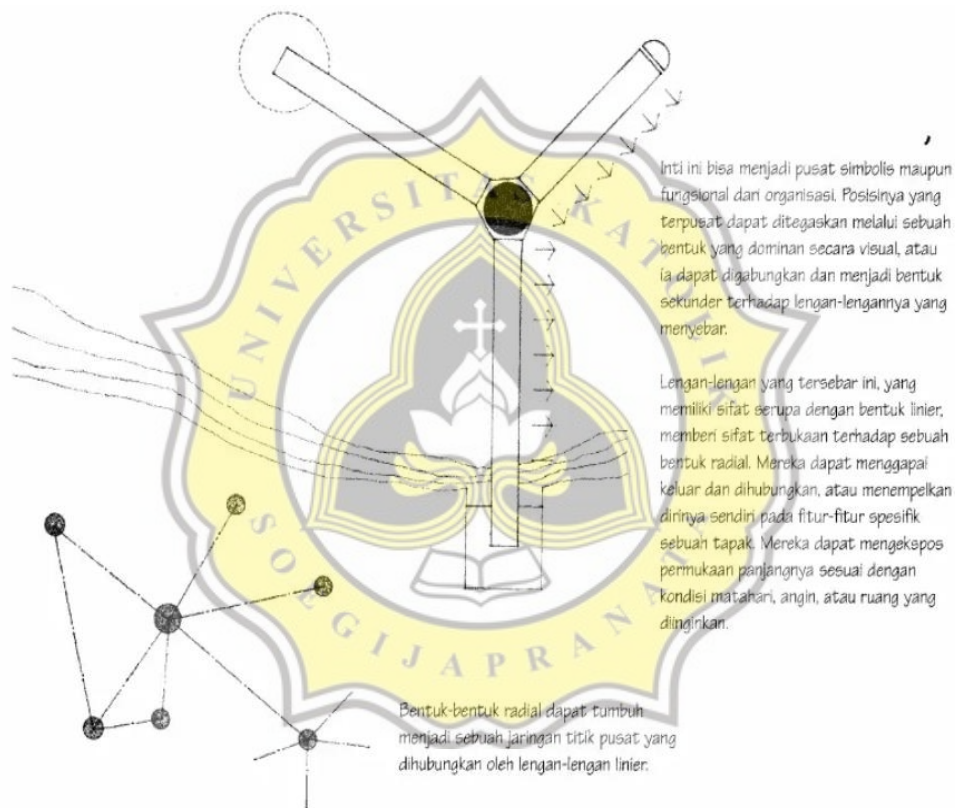 UNIVERSITAS KATOLIK
SOEGIJAPRANATA
Inti ini bisa menjadi pusat simbolis maupun
fungsional dari organisasi. Posisinya yang
terpusat dapat ditegaskan melalui sebuah
bentuk yang dominan secara visual, atau
ia dapat digabungkan dan menjadi bentuk
sekunder terhadap lengan-lengannya yang
menyebar.
Lengan-lengan yang tersebar ini, yang
memiliki sifat serupa dengan bentuk linier,
memberi sifat terbukaan terhadap sebuah
bentuk radial. Mereka dapat menggapai
keluar dan dihubungkan, atau menempelkan
dirinya sendiri pada fitur-fitur spesifik
sebuah tapak. Mereka dapat mengekspos
permukaan panjangnya sesuai dengan
kondisi matahari, angin, atau ruang yang
diinginkan.
Bentuk-bentuk radial dapat tumbuh
menjadi sebuah jaringan titik pusat yang
dihubungkan oleh lengan-lengan linier.